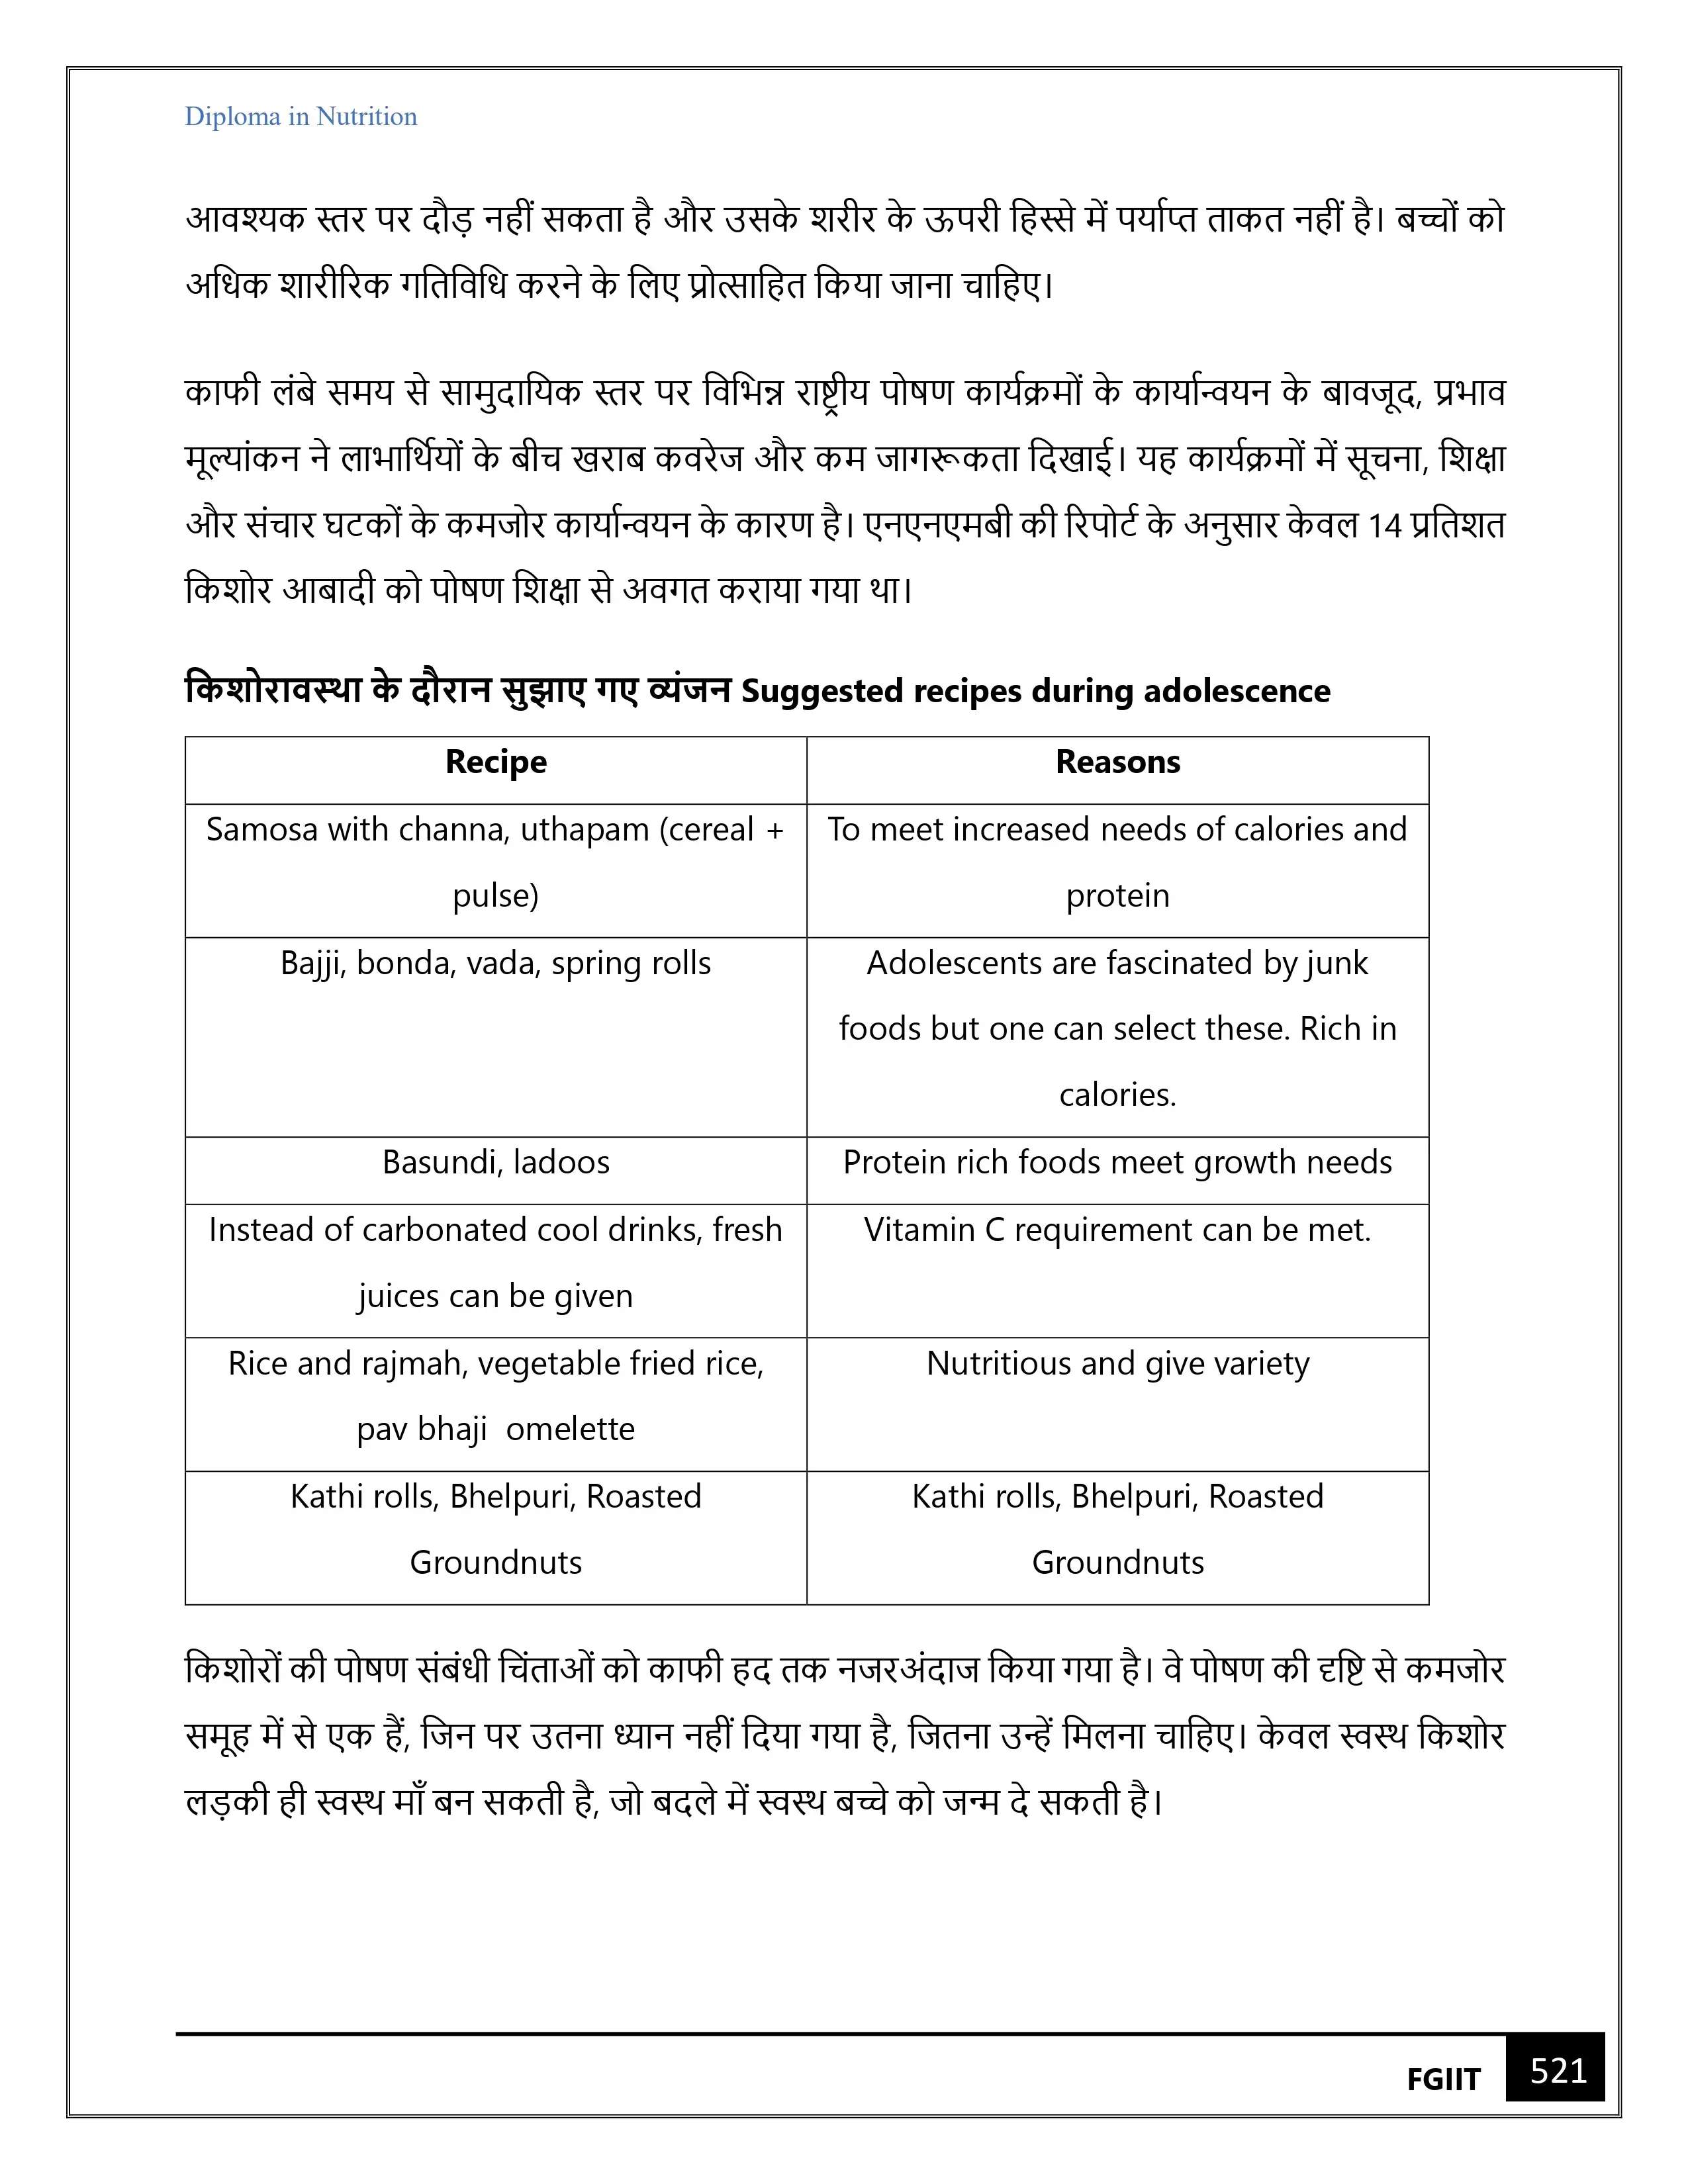 Diploma in Nutrition
आवश्यक स्तर पर दौड़ नहीं सकता है और उसके शरीर के ऊपरी हिस्से में पर्याप्त ताकत नहीं है। बच्चों को
अधिक शारीरिक गतिविधि करने के लिए प्रोत्साहित किया जाना चाहिए।
काफी लंबे समय से सामुदायिक स्तर पर विभिन्न राष्ट्रीय पोषण कार्यक्रमों के कार्यान्वयन के बावजूद, प्रभाव
मूल्यांकन ने लाभार्थियों के बीच खराब कवरेज और कम जागरूकता दिखाई। यह कार्यक्रमों में सूचना, शिक्षा
और संचार घटकों के कमजोर कार्यान्वयन के कारण है। एनएनएमबी की रिपोर्ट के अनुसार केवल 14 प्रतिशत
किशोर आबादी को पोषण शिक्षा से अवगत कराया गया था।
किशोरावस्था के दौरान सुझाए गए व्यंजन Suggested recipes during adolescence
Recipe Reasons
Samosa with channa, uthapam (cereal +
pulse)
To meet increased needs of calories and
protein
Bajji, bonda, vada, spring rolls
Adolescents are fascinated by junk
foods but one can select these. Rich in
calories.
Basundi, ladoos
Protein rich foods meet growth needs
Instead of carbonated cool drinks, fresh
juices can be given
Vitamin C requirement can be met.
Rice and rajmah, vegetable fried rice,
pav bhaji  omelette
Nutritious and give variety
Kathi rolls, Bhelpuri, Roasted
Groundnuts
Kathi rolls, Bhelpuri, Roasted
Groundnuts
किशोरों की पोषण संबंधी चिंताओं को काफी हद तक नजरअंदाज किया गया है। वे पोषण की दृष्टि से कमजोर
समूह में से एक हैं, जिन पर उतना ध्यान नहीं दिया गया है, जितना उन्हें मिलना चाहिए। केवल स्वस्थ किशोर
लड़की ही स्वस्थ माँ बन सकती है, जो बदले में स्वस्थ बच्चे को जन्म दे सकती है।
FGIIT 521